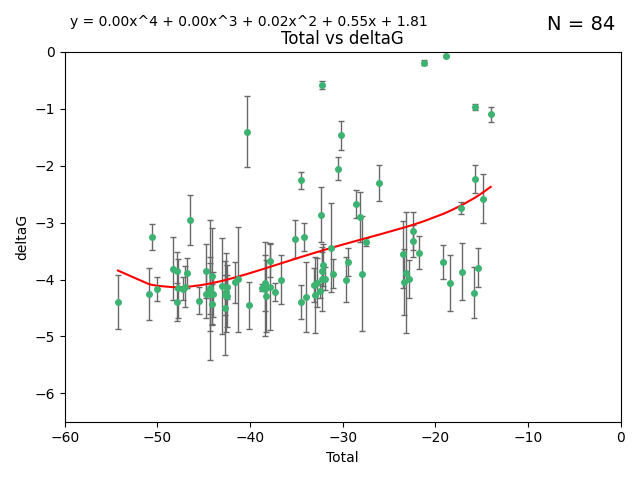 y = 0.00x^4 + 0.00x^3 + 0.02x^2 + 0.55x + 1.81
N = 84
Total vs deltaG
0
−1
−2
−3
−4
−5
−6
deltaG
−60 −50 −40 −30 −20 −10 0
Total